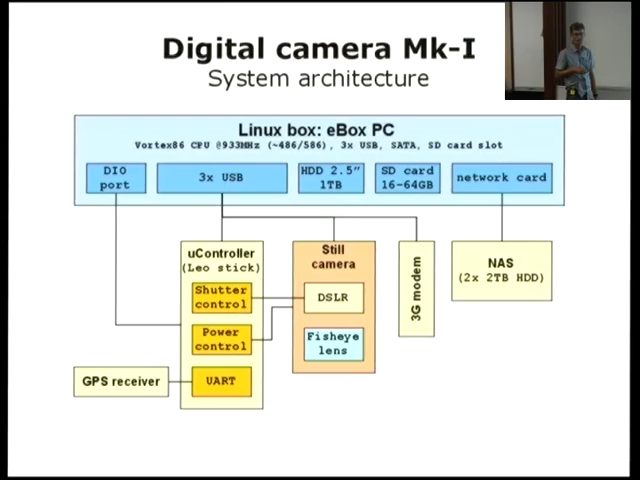 Digital camera Mk-I
System architecture
Linux box: eBox PC
Vortex86 CPU @933MHz (~486/586), 3x USB, SATA, SD card slot
DIO
port
3x USB
HDD 2.5"
1TB
SD card
16-64GB
network card
uController
(Leo stick)
Shutter
control
Power
control
UART
Still
camera
DSLR
Fisheye
lens
3G modem
NAS
(2x 2TB HDD)
GPS receiver